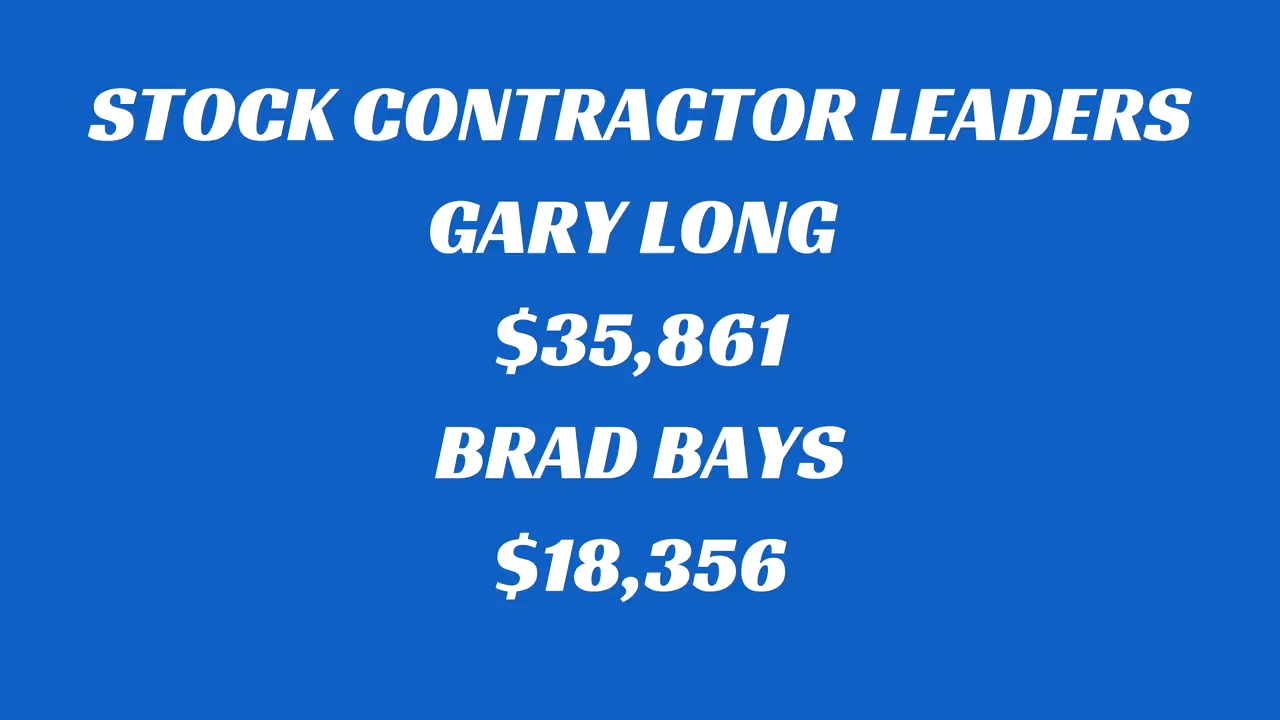 STOCK CONTRACTOR LEADERS
GARY LONG
$35,861
BRAD BAYS
$18,356